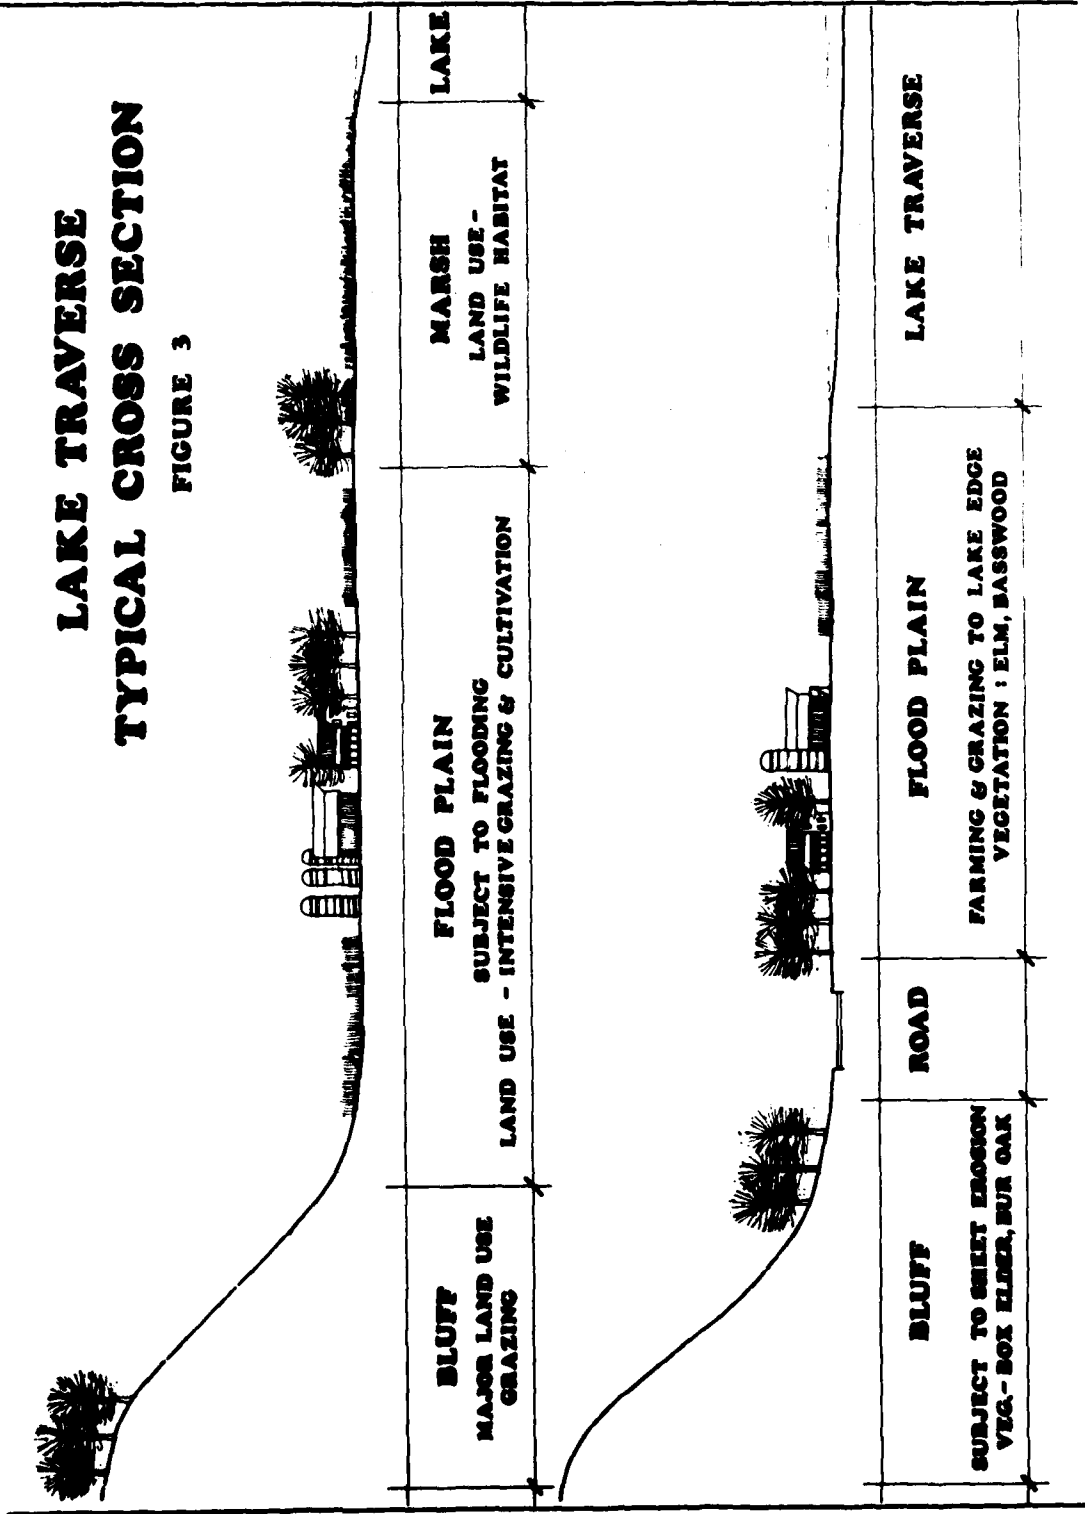 LAKE TRAVERSE
TYPICAL CROSS SECTION
FIGURE 3
BLUFF
MAJOR LAND USE
GRAZING
FLOOD PLAIN
SUBJECT TO FLOODING
LAND USE - INTENSIVE GRAZING & CULTIVATION
MARSH
LAND USE -
WILDLIFE HABITAT
LAKE
BLUFF
SUBJECT TO SHEET EROSION
VEG.- BOX ELDER, BUR OAK
ROAD
FLOOD PLAIN
FARMING & GRAZING TO LAKE EDGE
VEGETATION : ELM, BASSWOOD
LAKE TRAVERSE